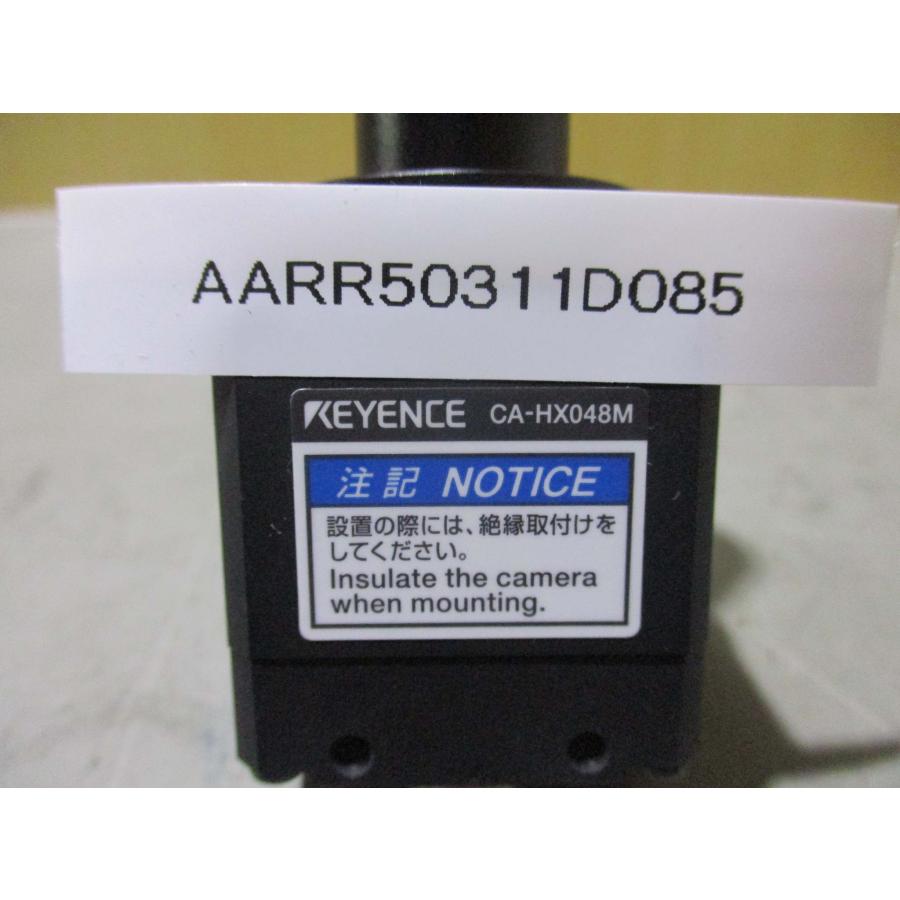 AARR50311D085
KEYENCE CA-HX048M
注記 NOTICE
設置の際には、絶縁取付けを
してください。
Insulate the camera
when mounting.